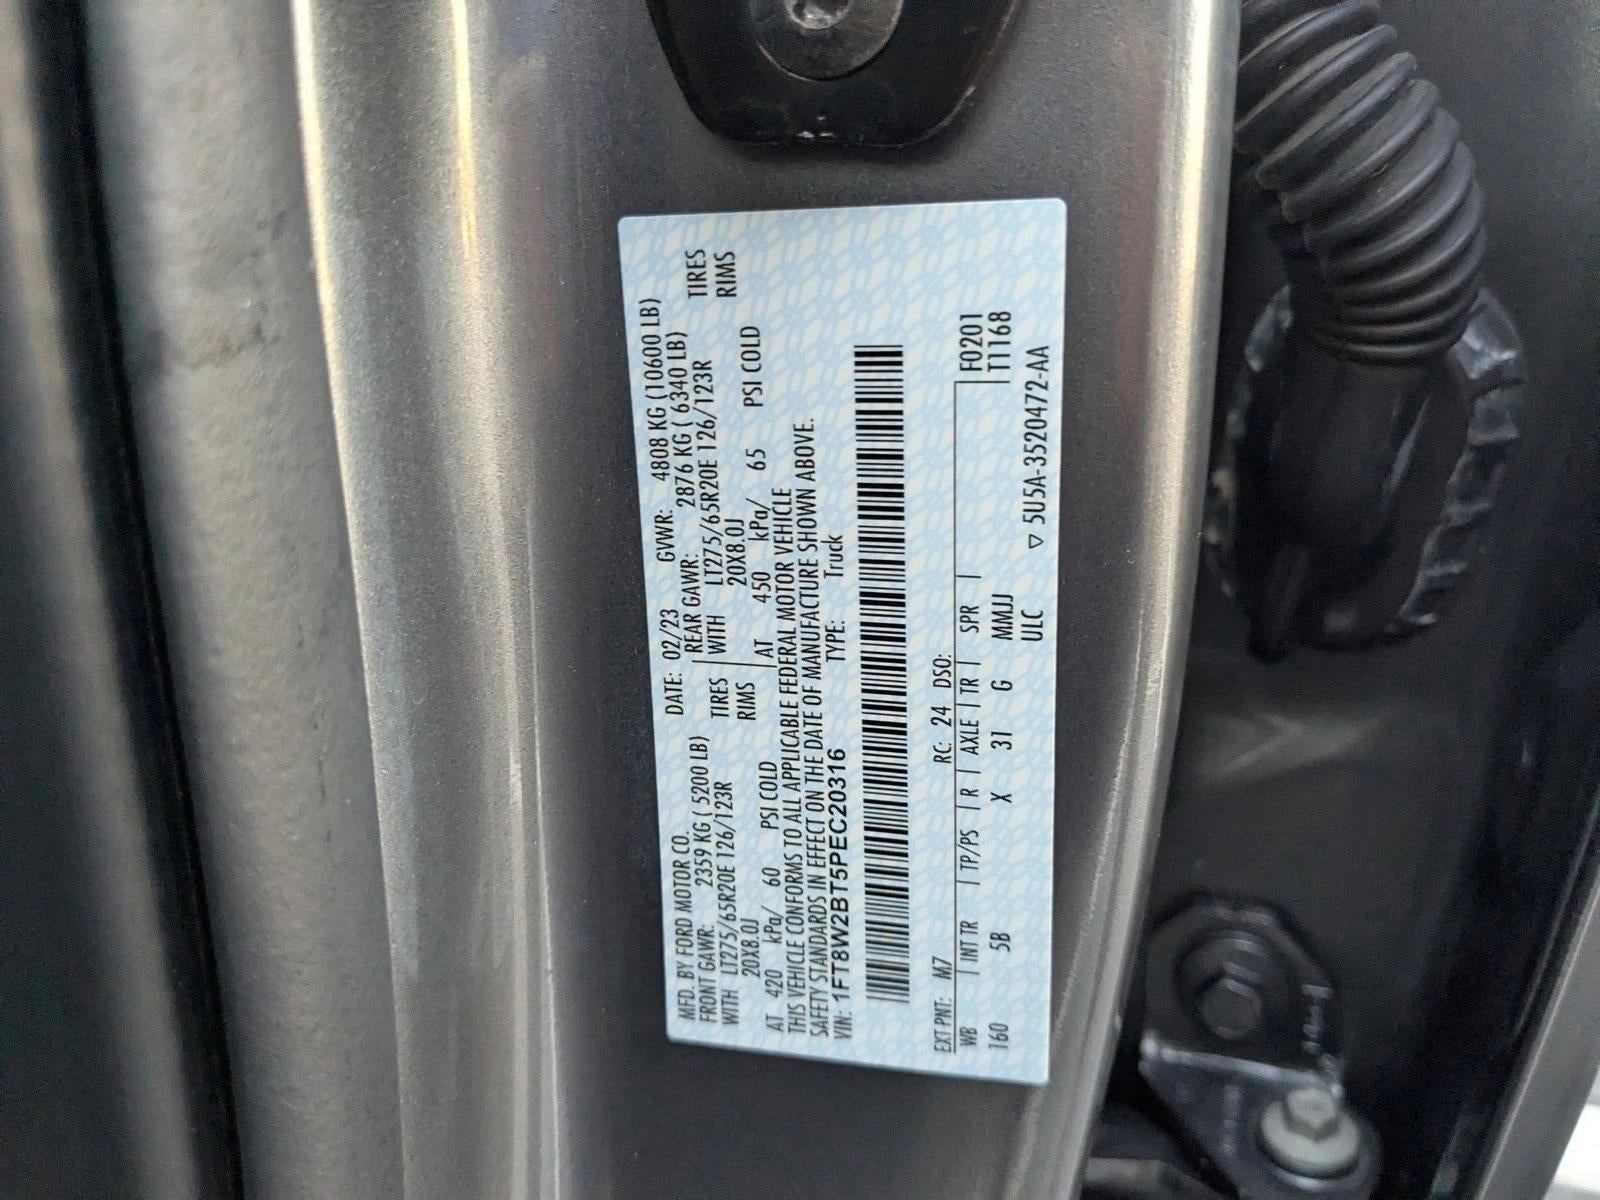 MFD. BY FORD MOTOR CO. DATE: 02/23 GVWR: 4808 KG (10600 LB)
FRONT GAWR: 2359 KG ( 5200 LB) REAR GAWR: 2876 KG ( 6340 LB)
WITH LT275/65R20E 126/123R TIRES WITH LT275/65R20E 126/123R TIRES
20X8.0J RIMS 20X8.0J RIMS
AT 420 kPa/ 60 PSI COLD AT 450 kPa/ 65 PSI COLD
THIS VEHICLE CONFORMS TO ALL APPLICABLE FEDERAL MOTOR VEHICLE
SAFETY STANDARDS IN EFFECT ON THE DATE OF MANUFACTURE SHOWN ABOVE.
VIN: 1FT8W2BT5PEC20316 TYPE: Truck
EXT PNT: M7 RC: 24 DSO: F0201
WB | INT TR | TP/PS | R | AXLE | TR | SPR | T1168
160 5B X 31 G MMJJ
ULC ▽ 5U5A-3520472-AA